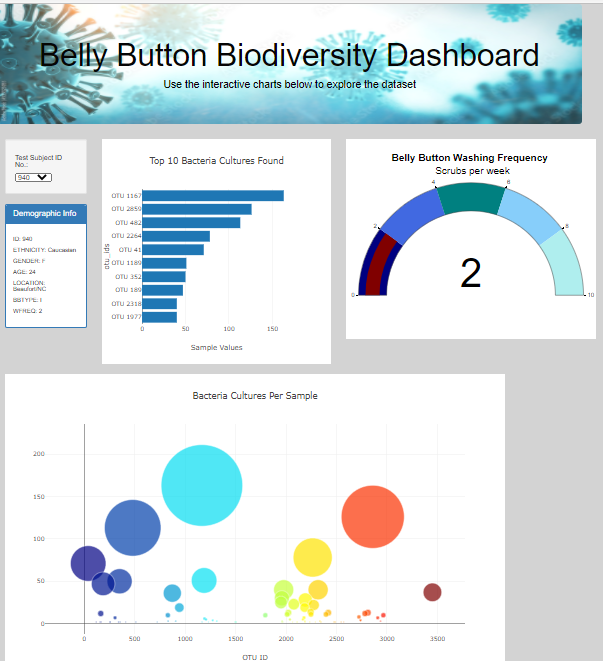 Belly Button Biodiversity Dashboard
Use the interactive charts below to explore the dataset
Test Subject ID
No.:
940
Demographic Info
ID: 940
ETHNICITY: Caucasian
GENDER: F
AGE: 24
LOCATION:
Beaufort/NC
BBTYPE: I
WFREQ: 2
Top 10 Bacteria Cultures Found
otu_ids
OTU 1167
OTU 2859
OTU 482
OTU 2264
OTU 41
OTU 1189
OTU 352
OTU 189
OTU 2318
OTU 1977
0 50 100 150
Sample Values
Belly Button Washing Frequency
Scrubs per week
0 2 4 6 8 10
2
Bacteria Cultures Per Sample
200
150
100
50
0
0 500 1000 1500 2000 2500 3000 3500
OTU ID